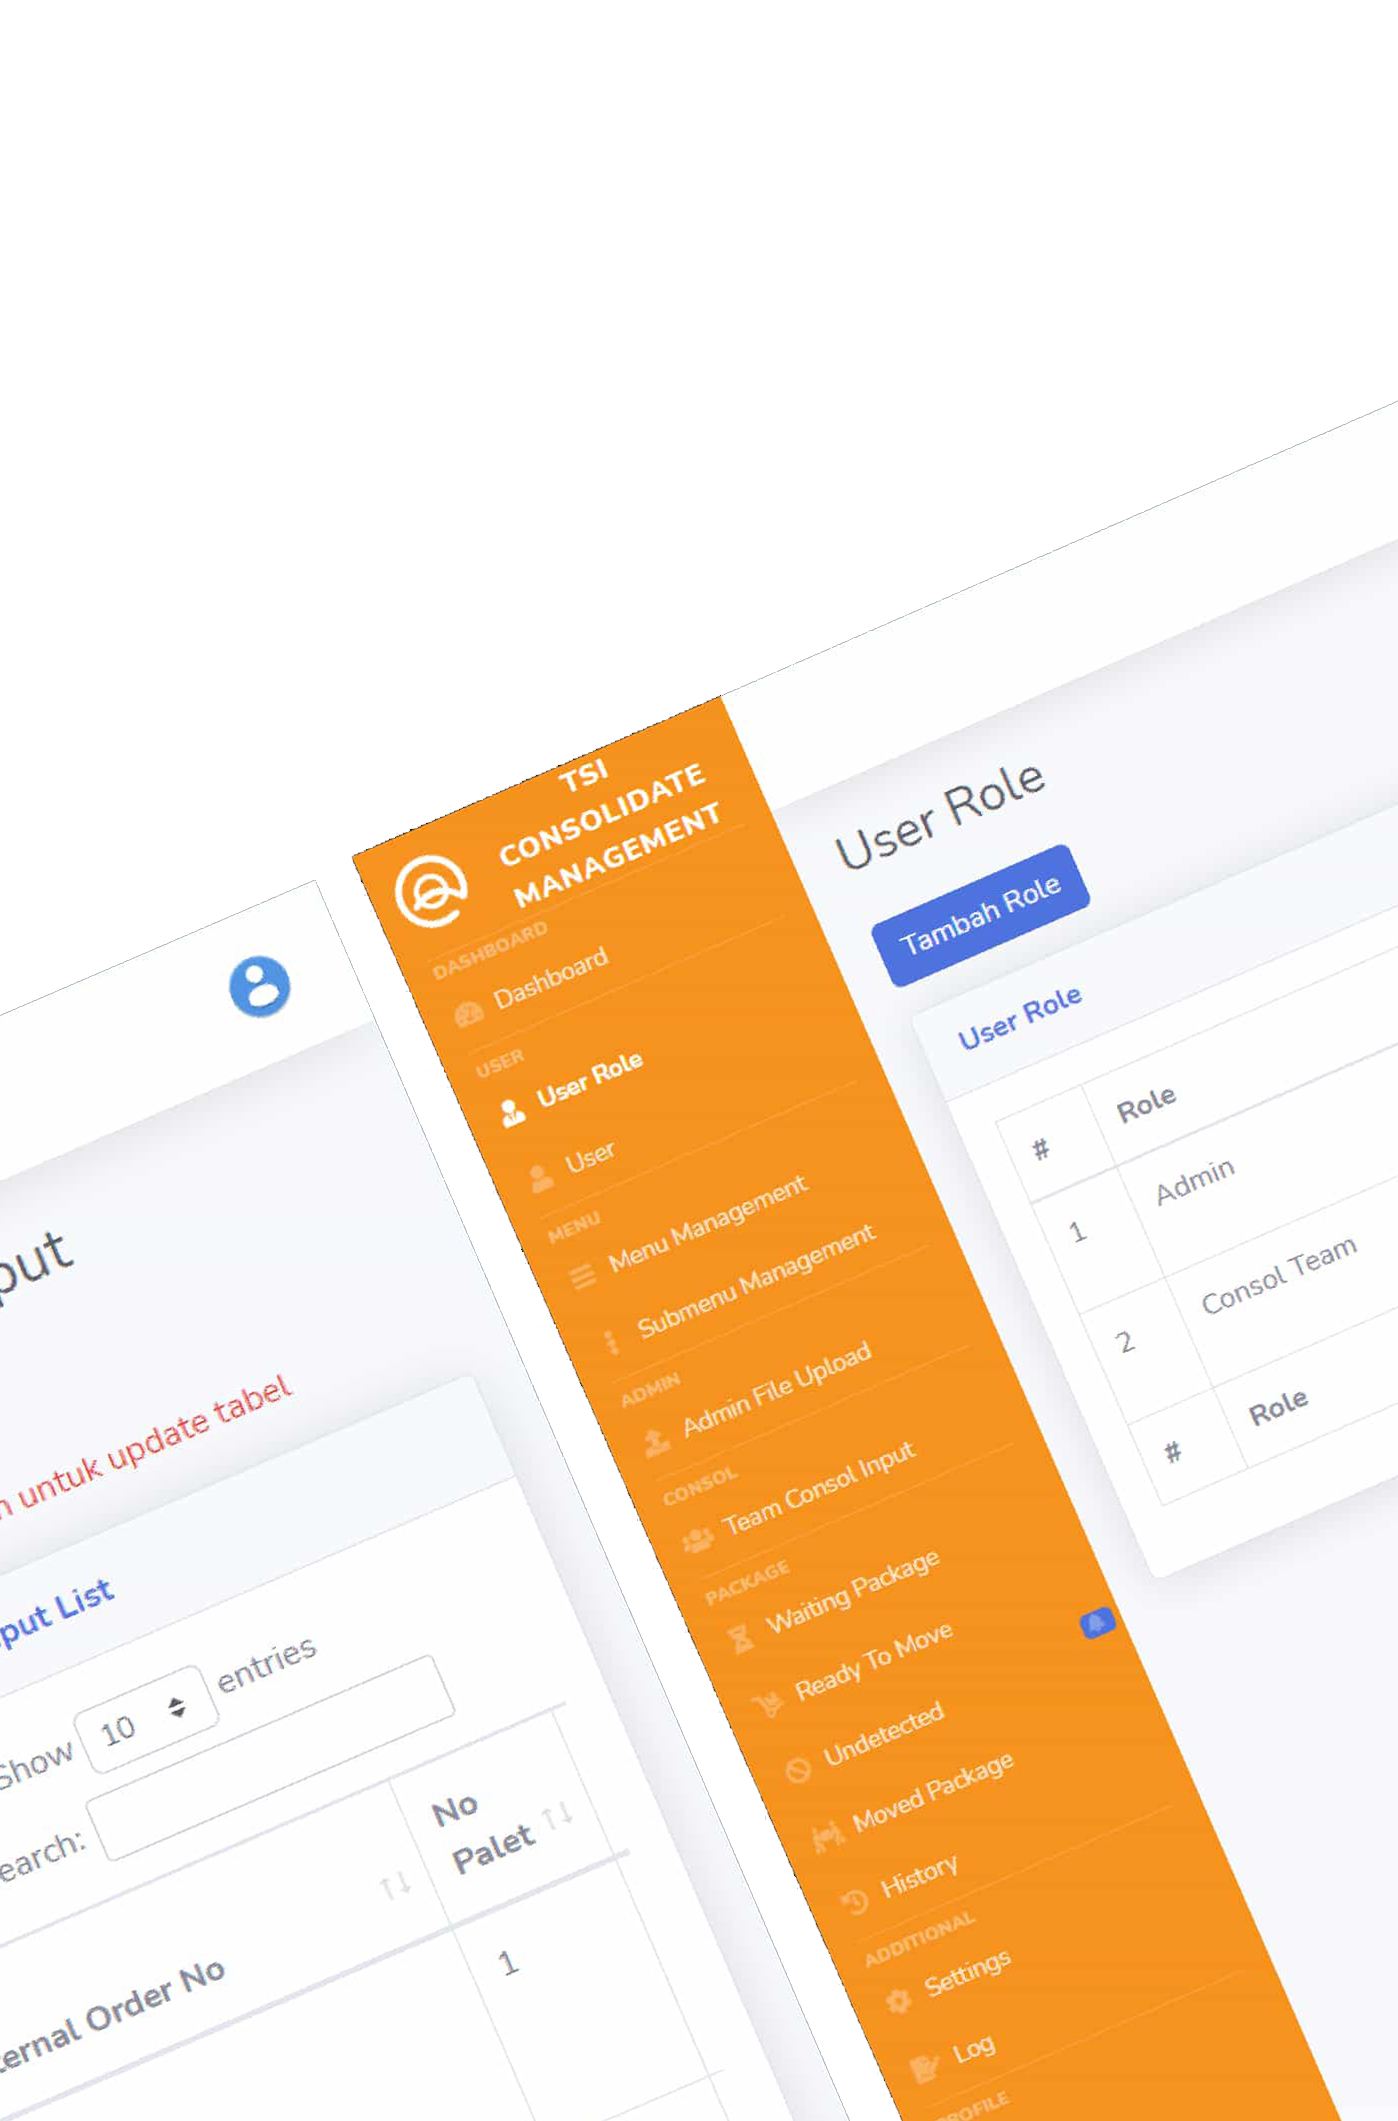 put
untuk update tabel
put List
Show 10 entries
earch:
ternal Order No
No
Palet
1
TSI
CONSOLIDATE
MANAGEMENT
DASHBOARD
Dashboard
USER
User Role
User
MENU
Menu Management
Submenu Management
ADMIN
Admin File Upload
CONSOL
Team Consol Input
PACKAGE
Waiting Package
Ready To Move
Undetected
Moved Package
History
ADDITIONAL
Settings
Log
PROFILE
User Role
Tambah Role
User Role
# Role
1 Admin
2 Consol Team
# Role